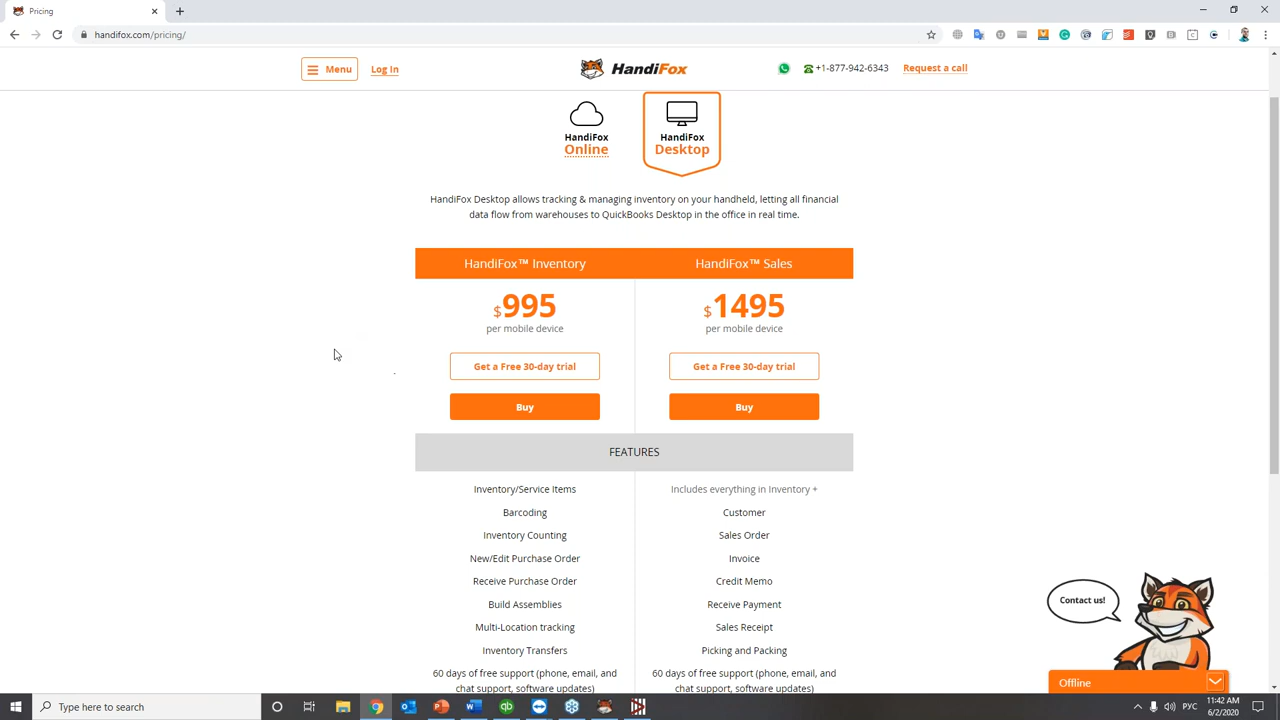 Pricing
handifox.com/pricing/
Menu
Log In
HandiFox
+1-877-942-6343
Request a call
HandiFox
Online
HandiFox
Desktop
HandiFox Desktop allows tracking & managing inventory on your handheld, letting all financial
data flow from warehouses to QuickBooks Desktop in the office in real time.
HandiFox™ Inventory
HandiFox™ Sales
$995
per mobile device
$1495
per mobile device
Get a Free 30-day trial
Get a Free 30-day trial
Buy
Buy
FEATURES
Inventory/Service Items
Includes everything in Inventory +
Barcoding
Customer
Inventory Counting
Sales Order
New/Edit Purchase Order
Invoice
Receive Purchase Order
Credit Memo
Build Assemblies
Receive Payment
Multi-Location tracking
Sales Receipt
Inventory Transfers
Picking and Packing
60 days of free support (phone, email, and
chat support, software updates)
60 days of free support (phone, email, and
chat support, software updates)
Contact us!
Offline
Type here to search
РУС
11:42 AM
6/2/2020